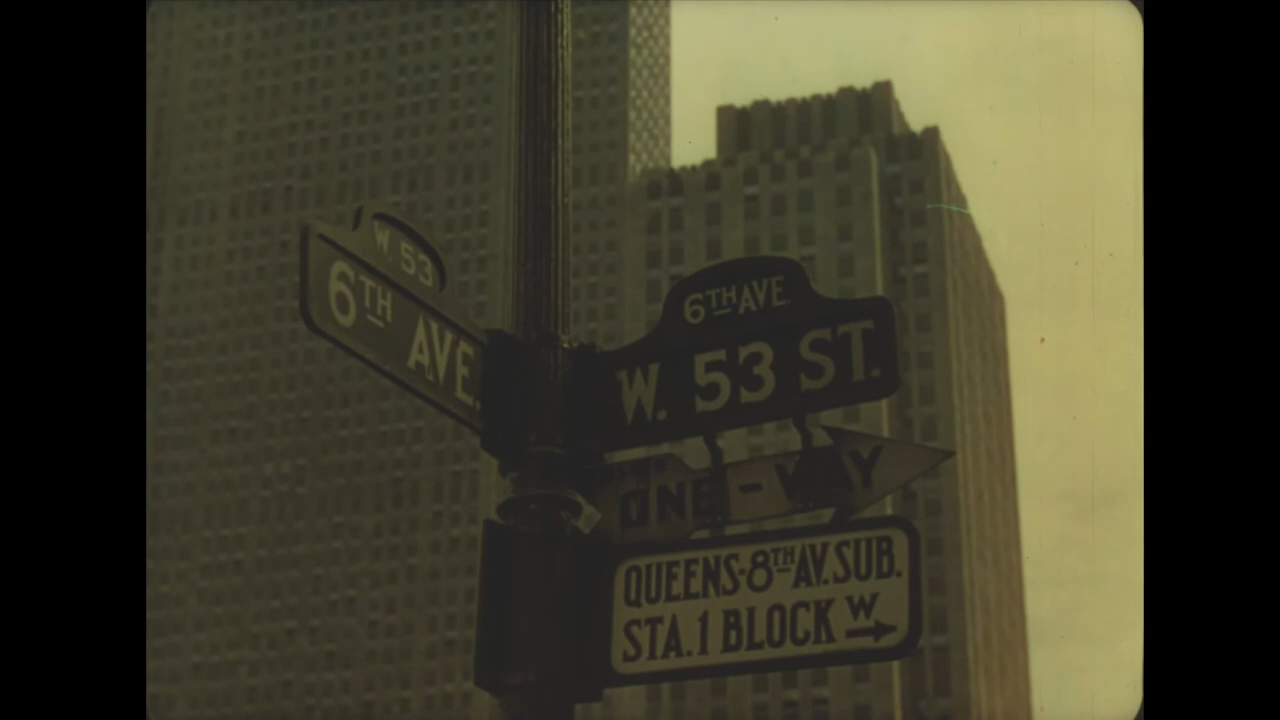 W 53
6TH AVE.
6TH AVE
W. 53 ST.
ONE-WAY
QUEENS-8TH AV. SUB.
STA. 1 BLOCK W →